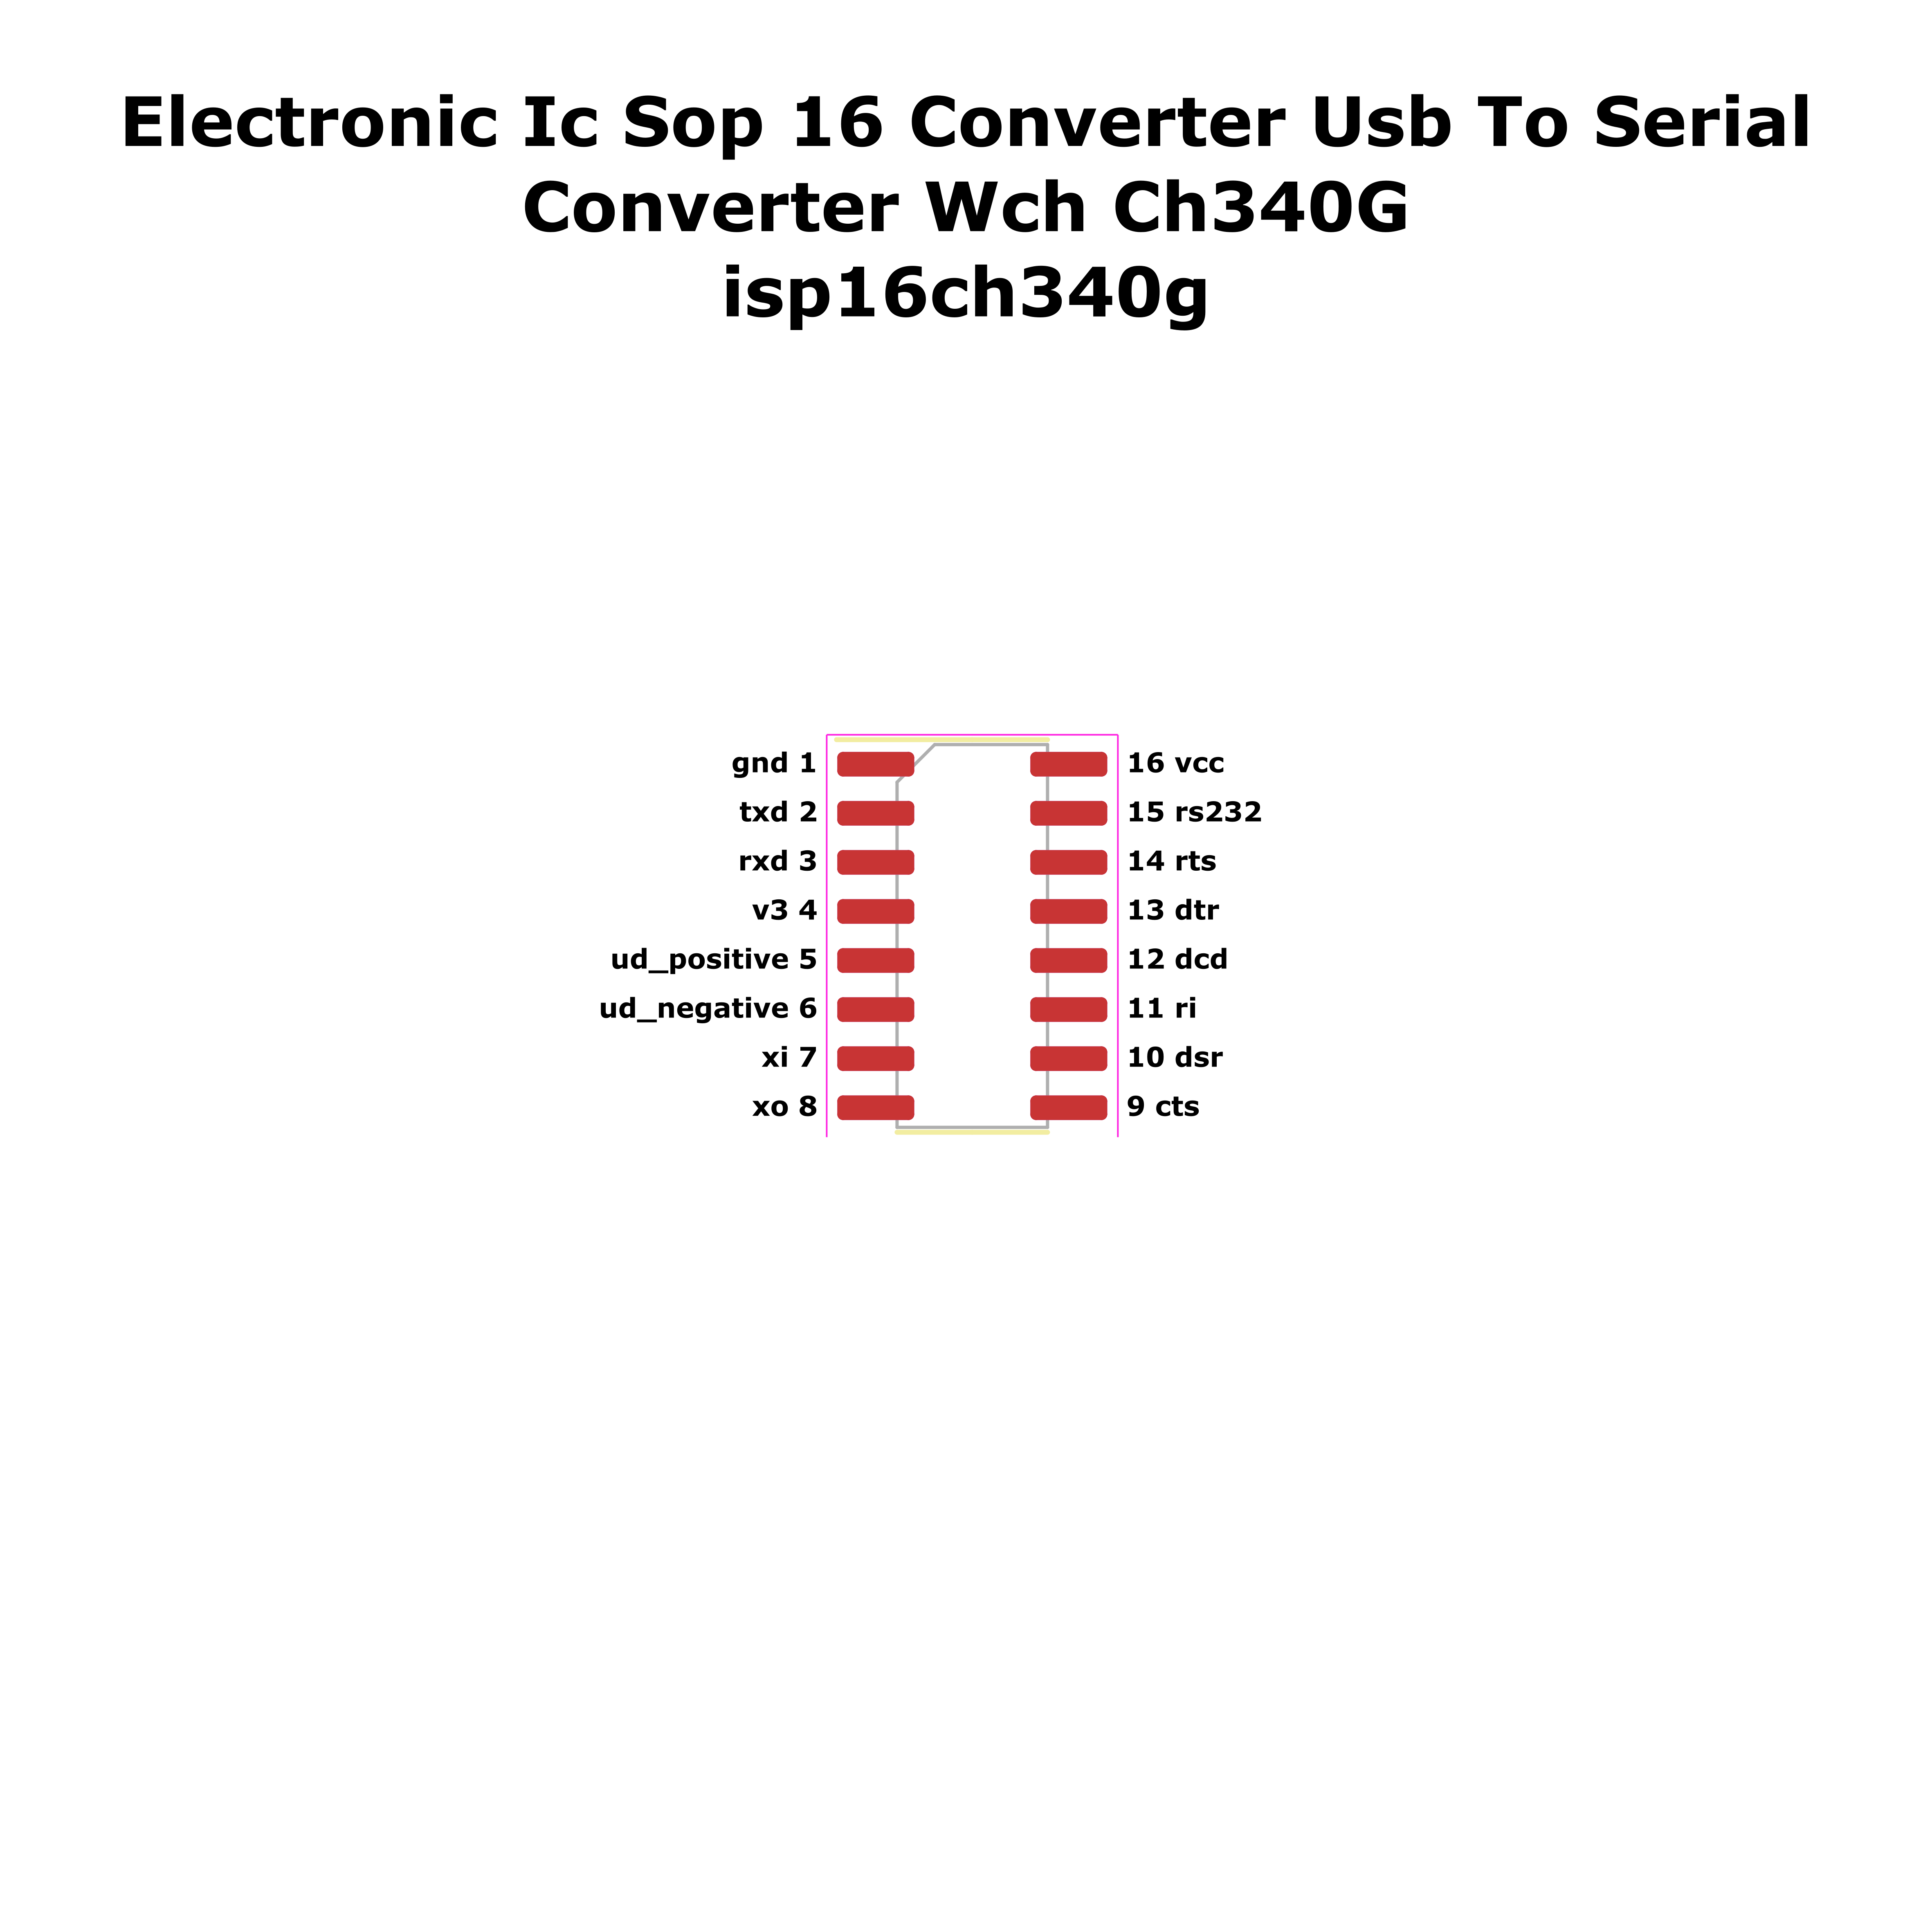 Electronic Ic Sop 16 Converter Usb To Serial
Converter Wch Ch340G
isp16ch340g
gnd 1
txd 2
rxd 3
v3 4
ud_positive 5
ud_negative 6
xi 7
xo 8
16 vcc
15 rs232
14 rts
13 dtr
12 dcd
11 ri
10 dsr
9 cts